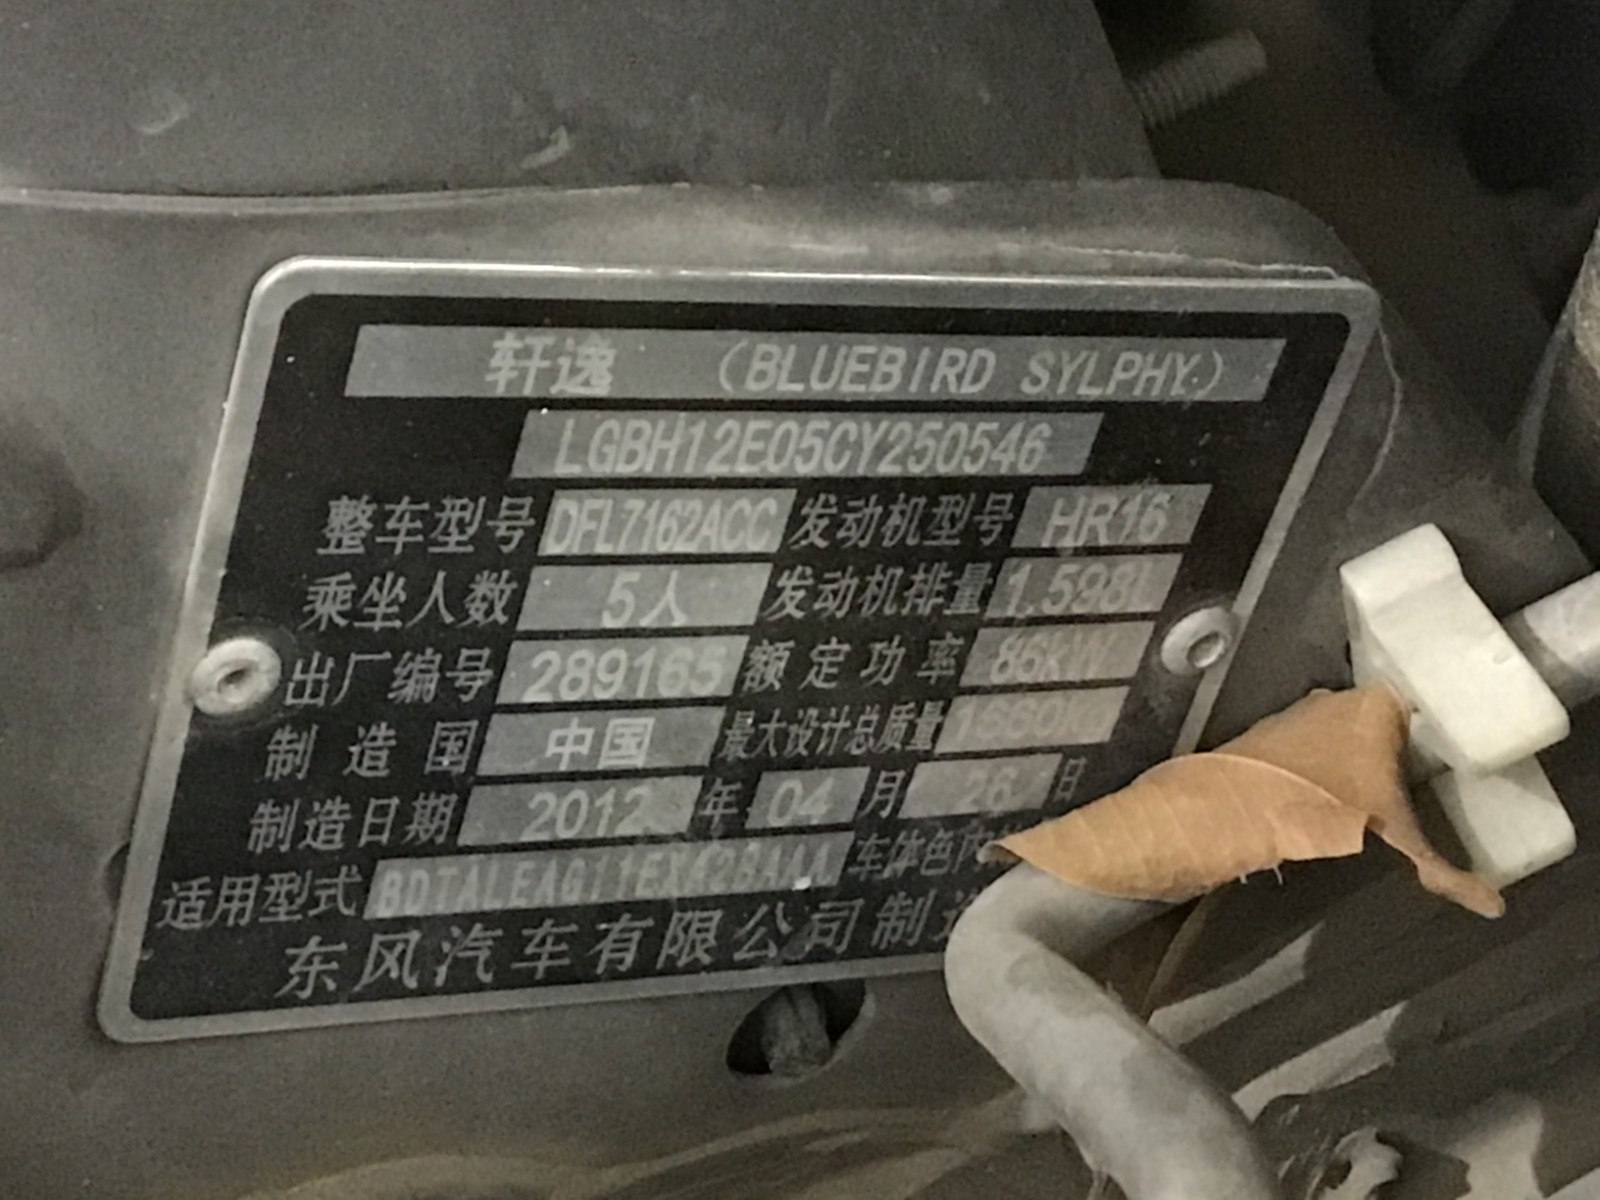 轩逸 (BLUEBIRD SYLPHY)
LGBH12E05CY250546
整车型号 DFL7162ACC 发动机型号 HR16
乘坐人数 5人 发动机排量 1.598L
出厂编号 289165 额定功率 86kW
制造国 中国 最大设计总质量 1660kg
制造日期 2012 年 04 月 26 日
适用型式 BDTALEAG11EX42BAAA 车体色内
东风汽车有限公司制造